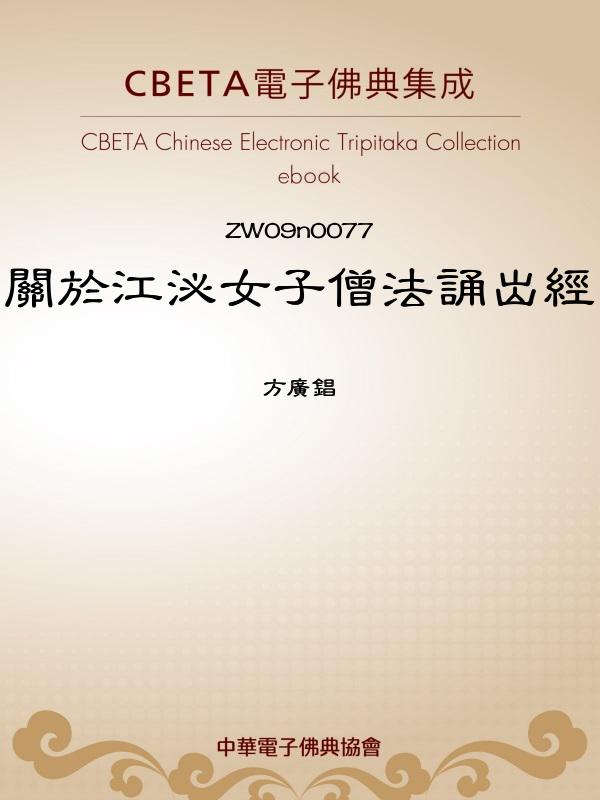 CBETA電子佛典集成
CBETA Chinese Electronic Tripitaka Collection
ebook
ZW09n0077
關於江泌女子僧法誦出經
方廣錩
中華電子佛典協會